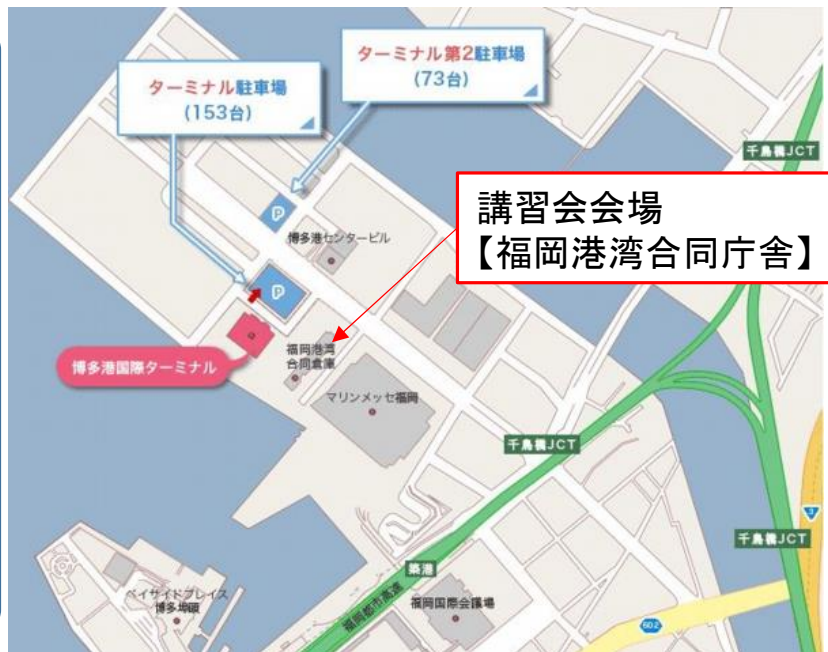 ターミナル第2駐車場
(73台)
ターミナル駐車場
(153台)
千鳥橋JCT
講習会会場
【福岡港湾合同庁舎】
P
博多港センタービル
P
福岡港湾
合同倉庫
博多港国際ターミナル
マリンメッセ福岡
千鳥橋JCT
3
千鳥橋JCT
築港
ベイサイドプレイス
博多埠頭
福岡都市高速
福岡国際会議場
602